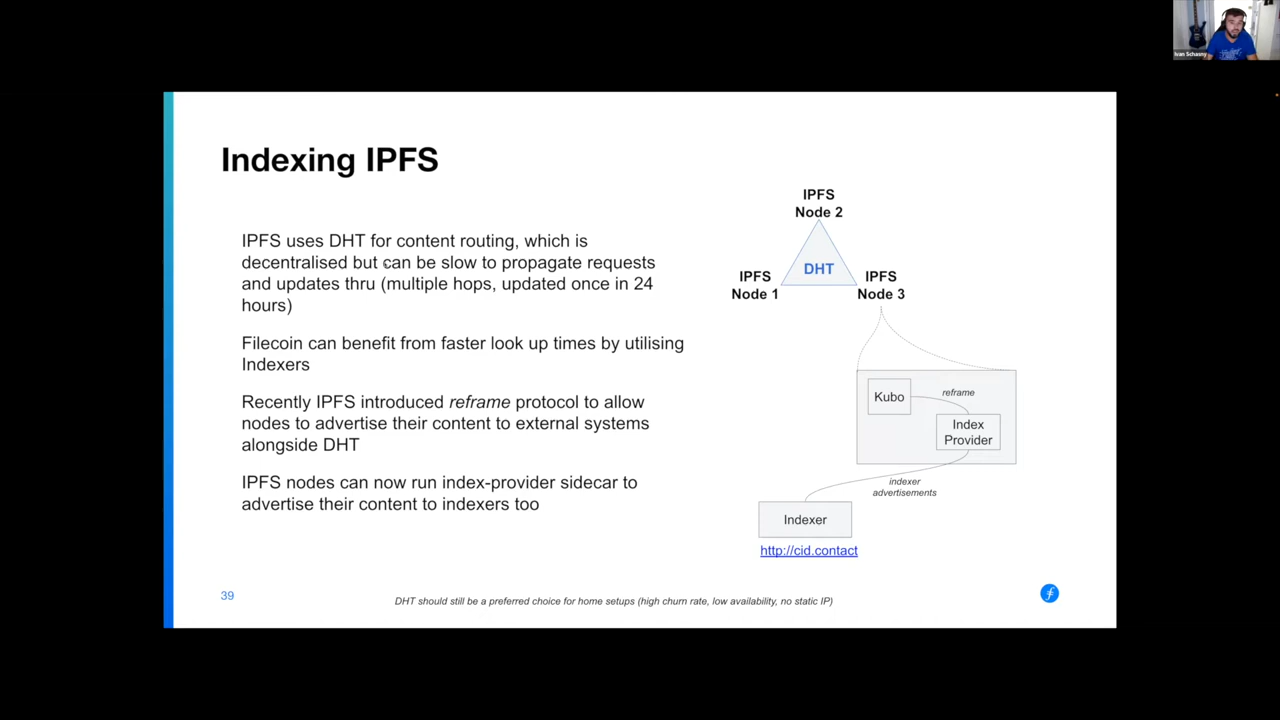 Ivan Schasny
Indexing IPFS
IPFS uses DHT for content routing, which is
decentralised but can be slow to propagate requests
and updates thru (multiple hops, updated once in 24
hours)
Filecoin can benefit from faster look up times by utilising
Indexers
Recently IPFS introduced reframe protocol to allow
nodes to advertise their content to external systems
alongside DHT
IPFS nodes can now run index-provider sidecar to
advertise their content to indexers too
IPFS
Node 2
DHT
IPFS
Node 1
IPFS
Node 3
Kubo
reframe
Index
Provider
indexer
advertisements
Indexer
http://cid.contact
39
DHT should still be a preferred choice for home setups (high churn rate, low availability, no static IP)